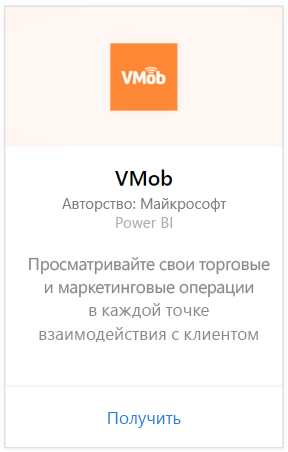 VMob
VMob
Авторство: Майкрософт
Power BI
Просматривайте свои торговые
и маркетинговые операции
в каждой точке
взаимодействия с клиентом
Получить